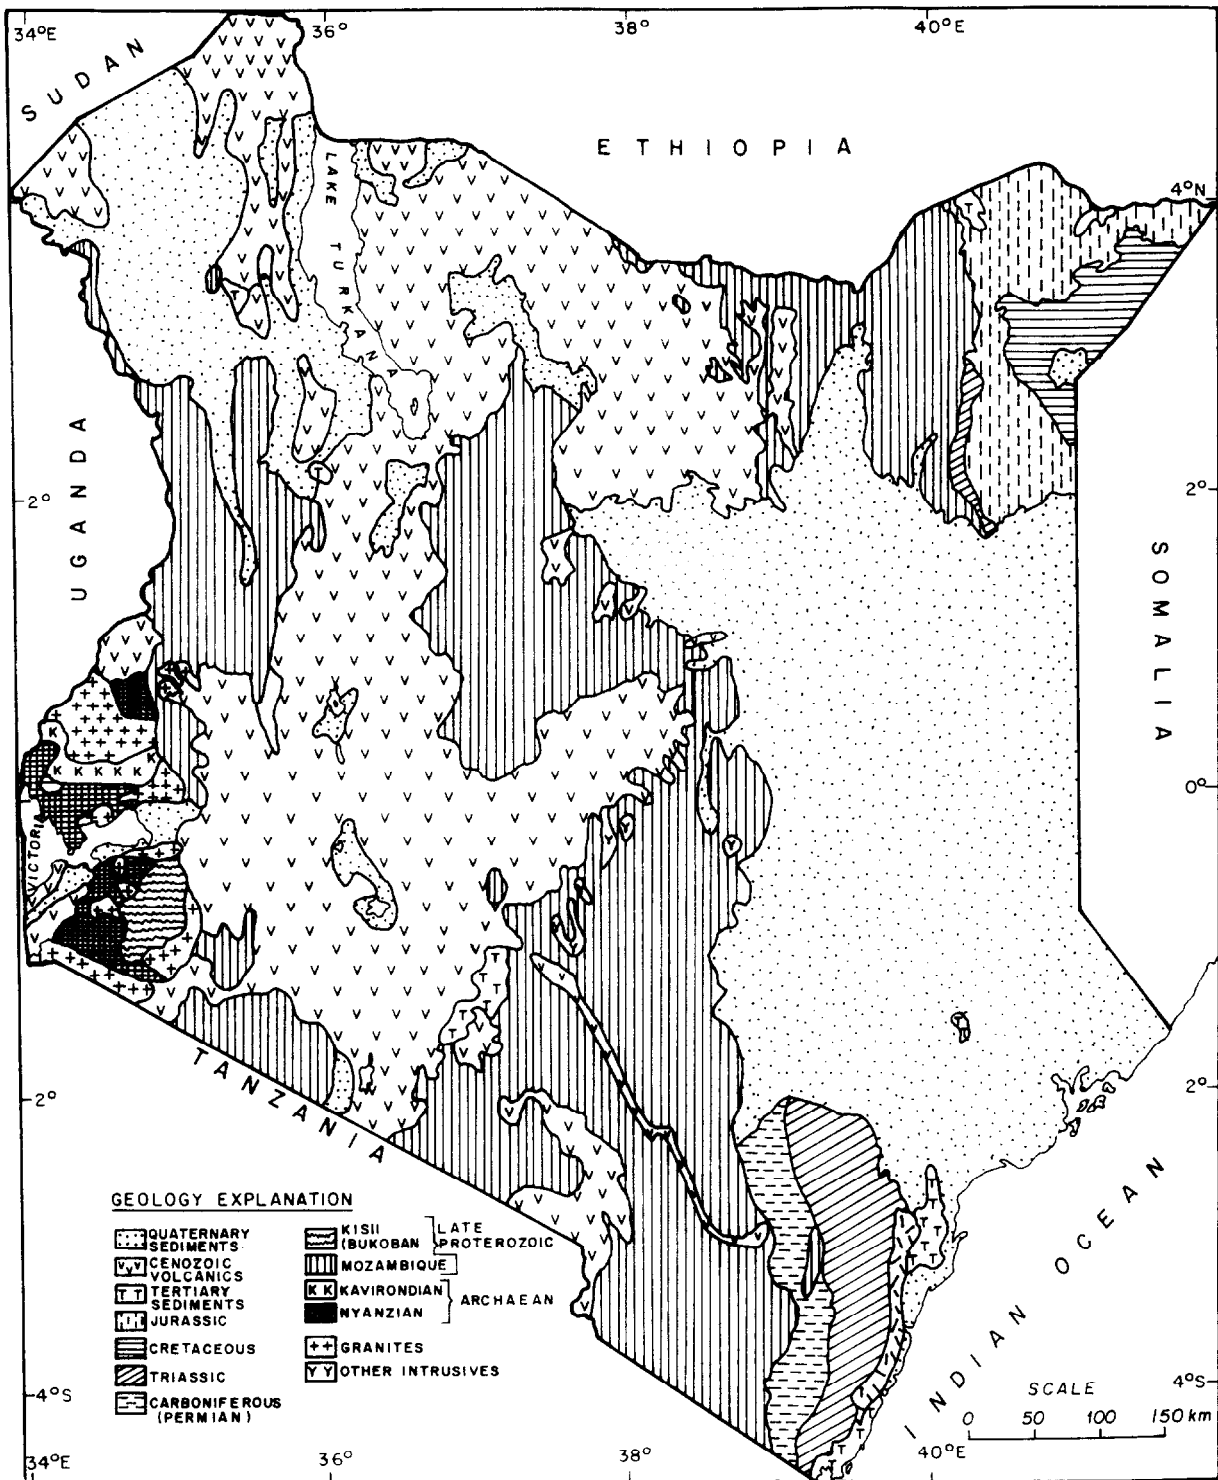 34°E
36°
38°
40°E
SUDAN
ETHIOPIA
4°N
LAKE TURKANA
UGANDA
2°
2°
SOMALIA
0°
VICTORIA
2°
2°
TANZANIA
INDIAN OCEAN
GEOLOGY EXPLANATION
QUATERNARY
SEDIMENTS
V V V CENOZOIC
VOLCANICS
T T TERTIARY
SEDIMENTS
JURASSIC
CRETACEOUS
TRIASSIC
CARBONIFEROUS
(PERMIAN)
KISII
(BUKOBAN
LATE
PROTEROZOIC
MOZAMBIQUE
K K KAVIRONDIAN
NYANZIAN
ARCHAEAN
++ GRANITES
Y Y OTHER INTRUSIVES
4°S
4°S
SCALE
0 50 100 150 km
34°E
36°
38°
40°E